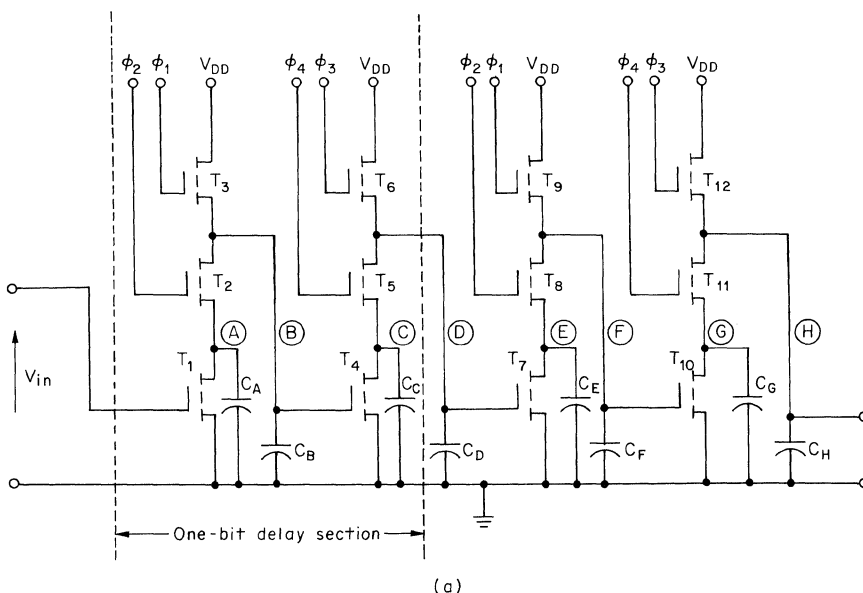 ϕ2 ϕ1 VDD ϕ4 ϕ3 VDD ϕ2 ϕ1 VDD ϕ4 ϕ3 VDD
T3 T6 T9 T12
T2 T5 T8 T11
A B C D E F G H
Vin T1 T4 T7 T10
CA CC CE CG
CB CD CF CH
One-bit delay section
(a)